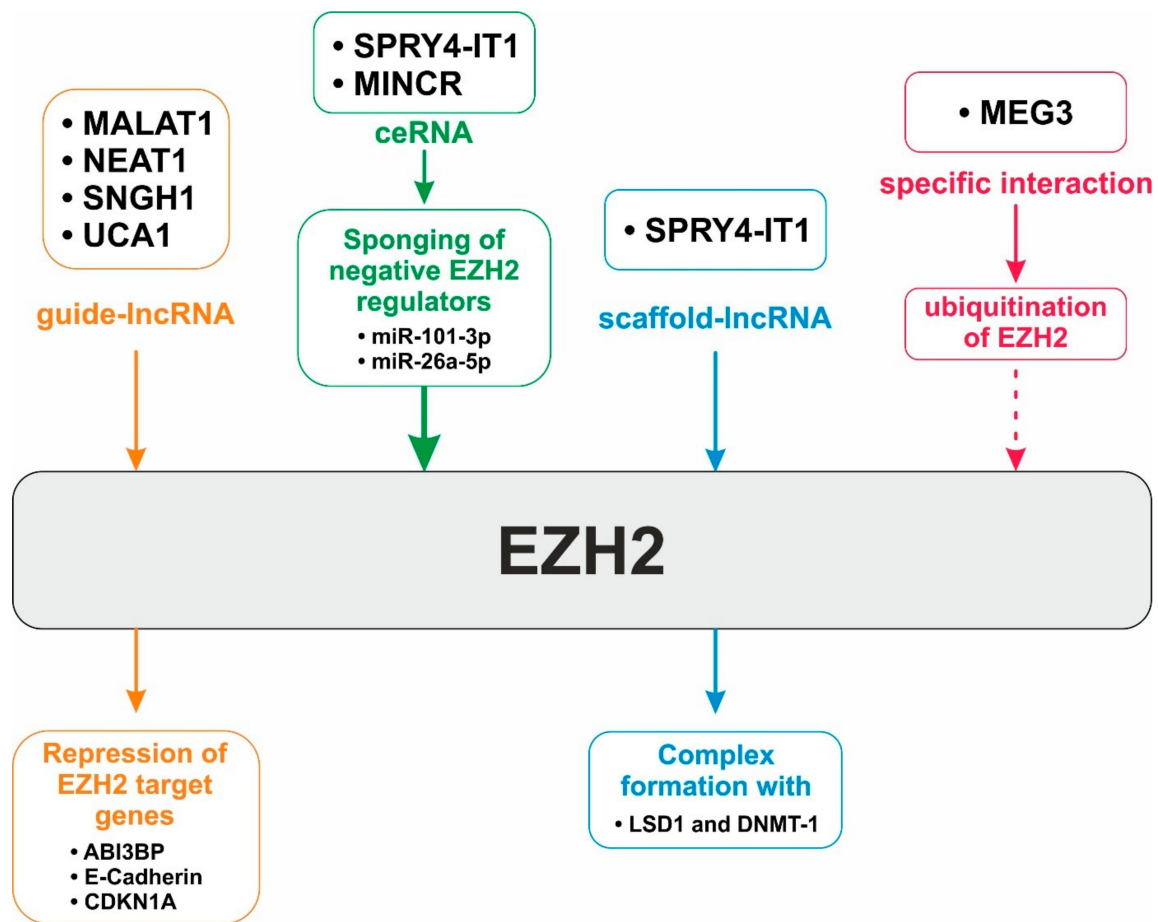 • MALAT1
• NEAT1
• SNGH1
• UCA1
guide-lncRNA
• SPRY4-IT1
• MINCR
ceRNA
Sponging of
negative EZH2
regulators
• miR-101-3p
• miR-26a-5p
• SPRY4-IT1
scaffold-lncRNA
• MEG3
specific interaction
ubiquitination
of EZH2
EZH2
Repression of
EZH2 target
genes
• ABI3BP
• E-Cadherin
• CDKN1A
Complex
formation with
• LSD1 and DNMT-1